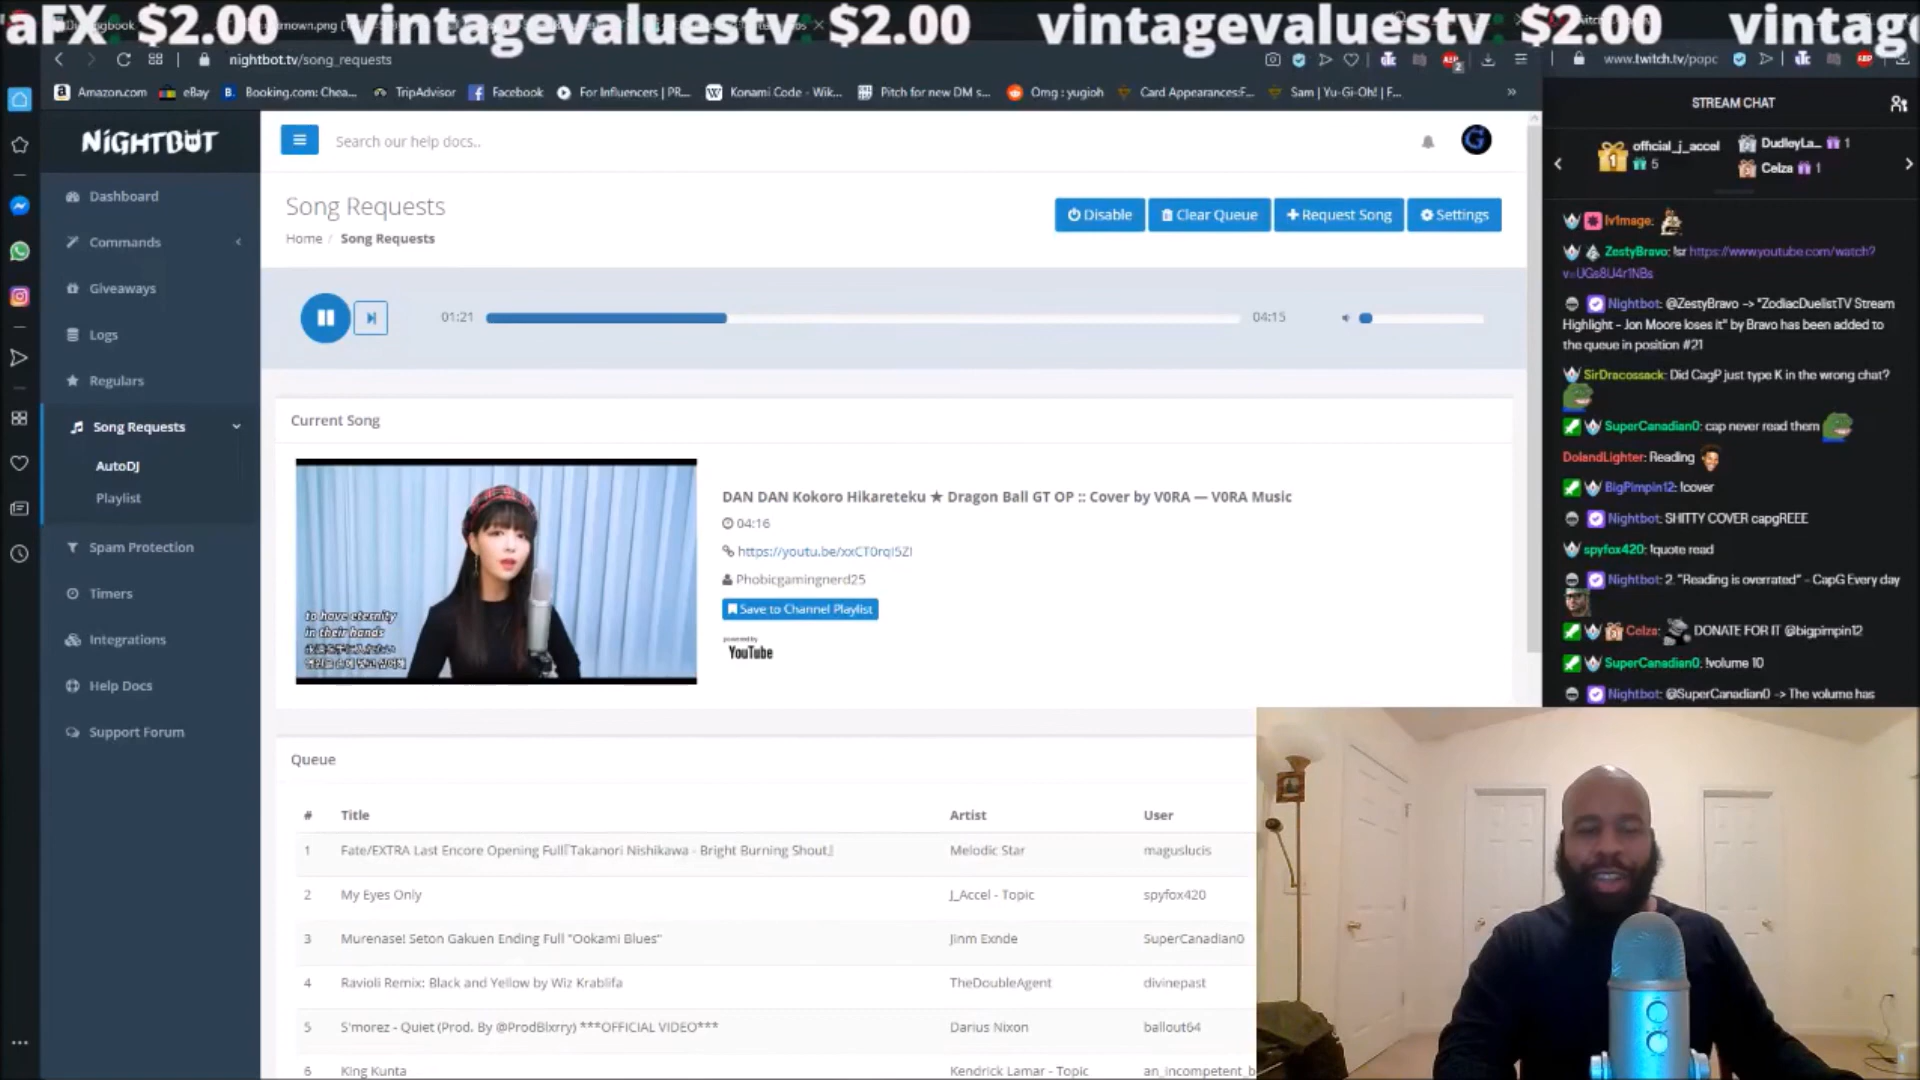 aFX $2.00 vintagevaluestv $2.00 vintagevaluestv $2.00 vintag
nightbot.tv/song_requests
www.twitch.tv/popc
Amazon.com
eBay
Booking.com: Chea...
TripAdvisor
Facebook
For Influencers | PR...
Konami Code - Wik...
Pitch for new DM s...
Omg : yugioh
Card Appearances:F...
Sam | Yu-Gi-Oh! | F...
»
NiGHTBOT
Search our help docs..
Dashboard
Commands
Giveaways
Logs
Regulars
Song Requests
AutoDJ
Playlist
Spam Protection
Timers
Integrations
Help Docs
Support Forum
Song Requests
Home / Song Requests
Disable
Clear Queue
Request Song
Settings
01:21
04:15
Current Song
to have eternity
in their hands
DAN DAN Kokoro Hikareteku ★ Dragon Ball GT OP :: Cover by V0RA — V0RA Music
04:16
https://youtu.be/xxCT0rqI5ZI
Phobicgamingnerd25
Save to Channel Playlist
powered by
YouTube
Queue
# Title Artist User
1 Fate/EXTRA Last Encore Opening Full『Takanori Nishikawa - Bright Burning Shout』 Melodic Star maguslucis
2 My Eyes Only J_Accel - Topic spyfox420
3 Murenase! Seton Gakuen Ending Full "Ookami Blues" Jinm Exnde SuperCanadian0
4 Ravioli Remix: Black and Yellow by Wiz Krablifa TheDoubleAgent divinepast
5 S'morez - Quiet (Prod. By @ProdBlxrry) ***OFFICIAL VIDEO*** Darius Nixon ballout64
6 King Kunta Kendrick Lamar - Topic an_incompetent_b
STREAM CHAT
official_j_accel
5
DudleyLa... 1
Celza 1
lv1mage:
ZestyBravo: !sr https://www.youtube.com/watch?
v=UGs8U4r1NBs
Nightbot: @ZestyBravo -> "ZodiacDuelistTV Stream
Highlight - Jon Moore loses it" by Bravo has been added to
the queue in position #21
SirDracossack: Did CagP just type K in the wrong chat?
SuperCanadian0: cap never read them
DolandLighter: Reading
BigPimpin12: !cover
Nightbot: SHITTY COVER capgREEE
spyfox420: !quote read
Nightbot: 2. "Reading is overrated" - CapG Every day
Celza: DONATE FOR IT @bigpimpin12
SuperCanadian0: !volume 10
Nightbot: @SuperCanadian0 -> The volume has